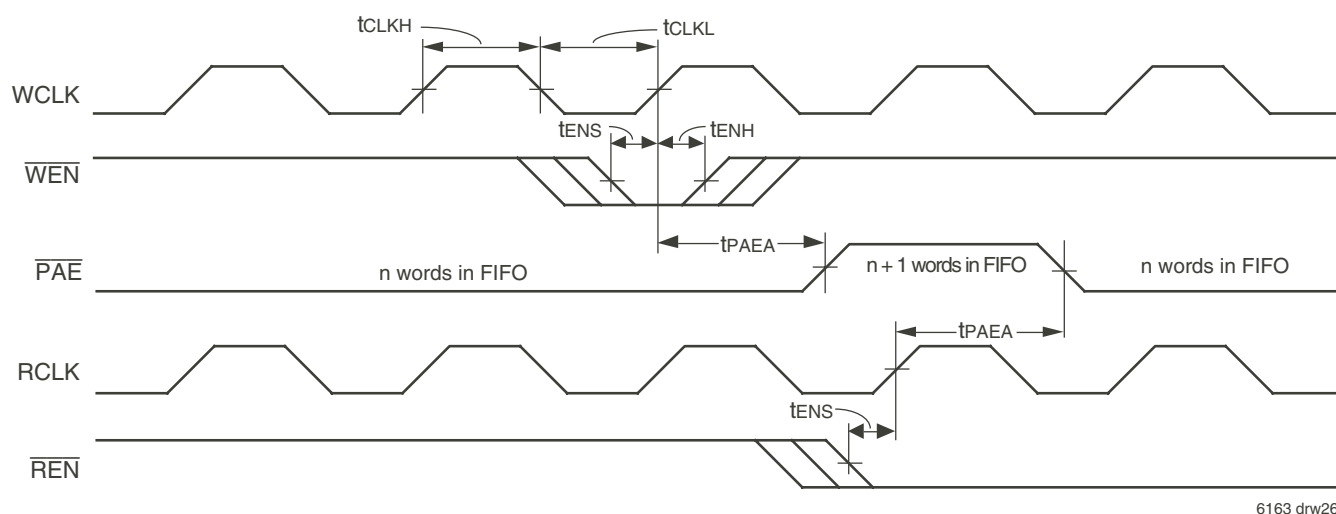 tCLKH
tCLKL
WCLK
tENS
tENH
WEN
tPAEA
PAE
n words in FIFO
n + 1 words in FIFO
n words in FIFO
tPAEA
RCLK
tENS
REN
6163 drw26